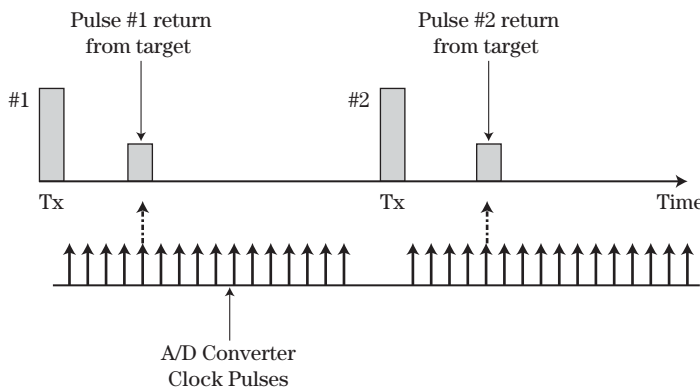 Pulse #1 return
from target
Pulse #2 return
from target
#1
#2
Tx
Tx
Time
A/D Converter
Clock Pulses